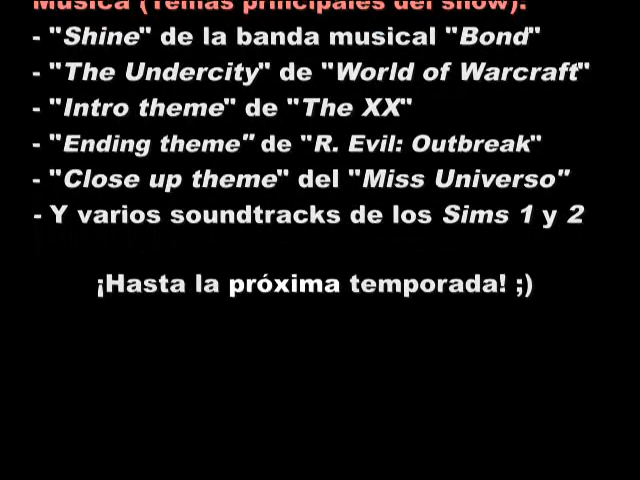 Música (Temas principales del show):
- "Shine" de la banda musical "Bond"
- "The Undercity" de "World of Warcraft"
- "Intro theme" de "The XX"
- "Ending theme" de "R. Evil: Outbreak"
- "Close up theme" del "Miss Universo"
- Y varios soundtracks de los Sims 1 y 2
¡Hasta la próxima temporada! ;)